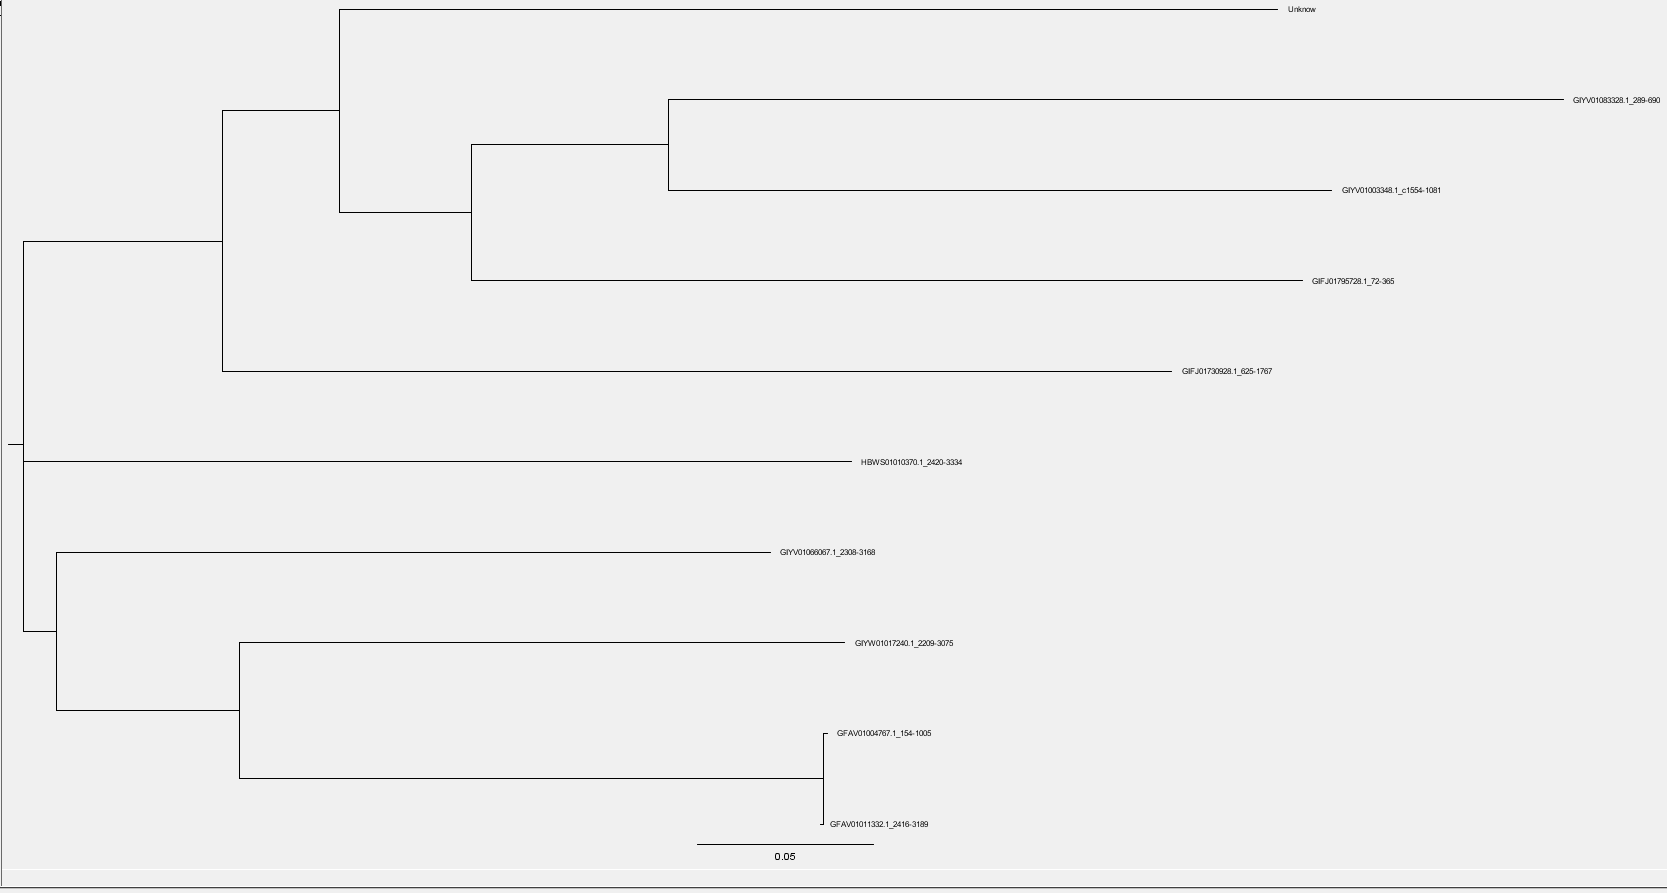 Unknow
GIYV01083328.1_289-690
GIYV01003348.1_c1554-1081
GIFJ01795728.1_72-365
GIFJ01730928.1_625-1767
HBWS01010370.1_2420-3334
GIYV01066067.1_2308-3168
GIYW01017240.1_2209-3075
GFAV01004767.1_154-1005
GFAV01011332.1_2416-3189
0.05